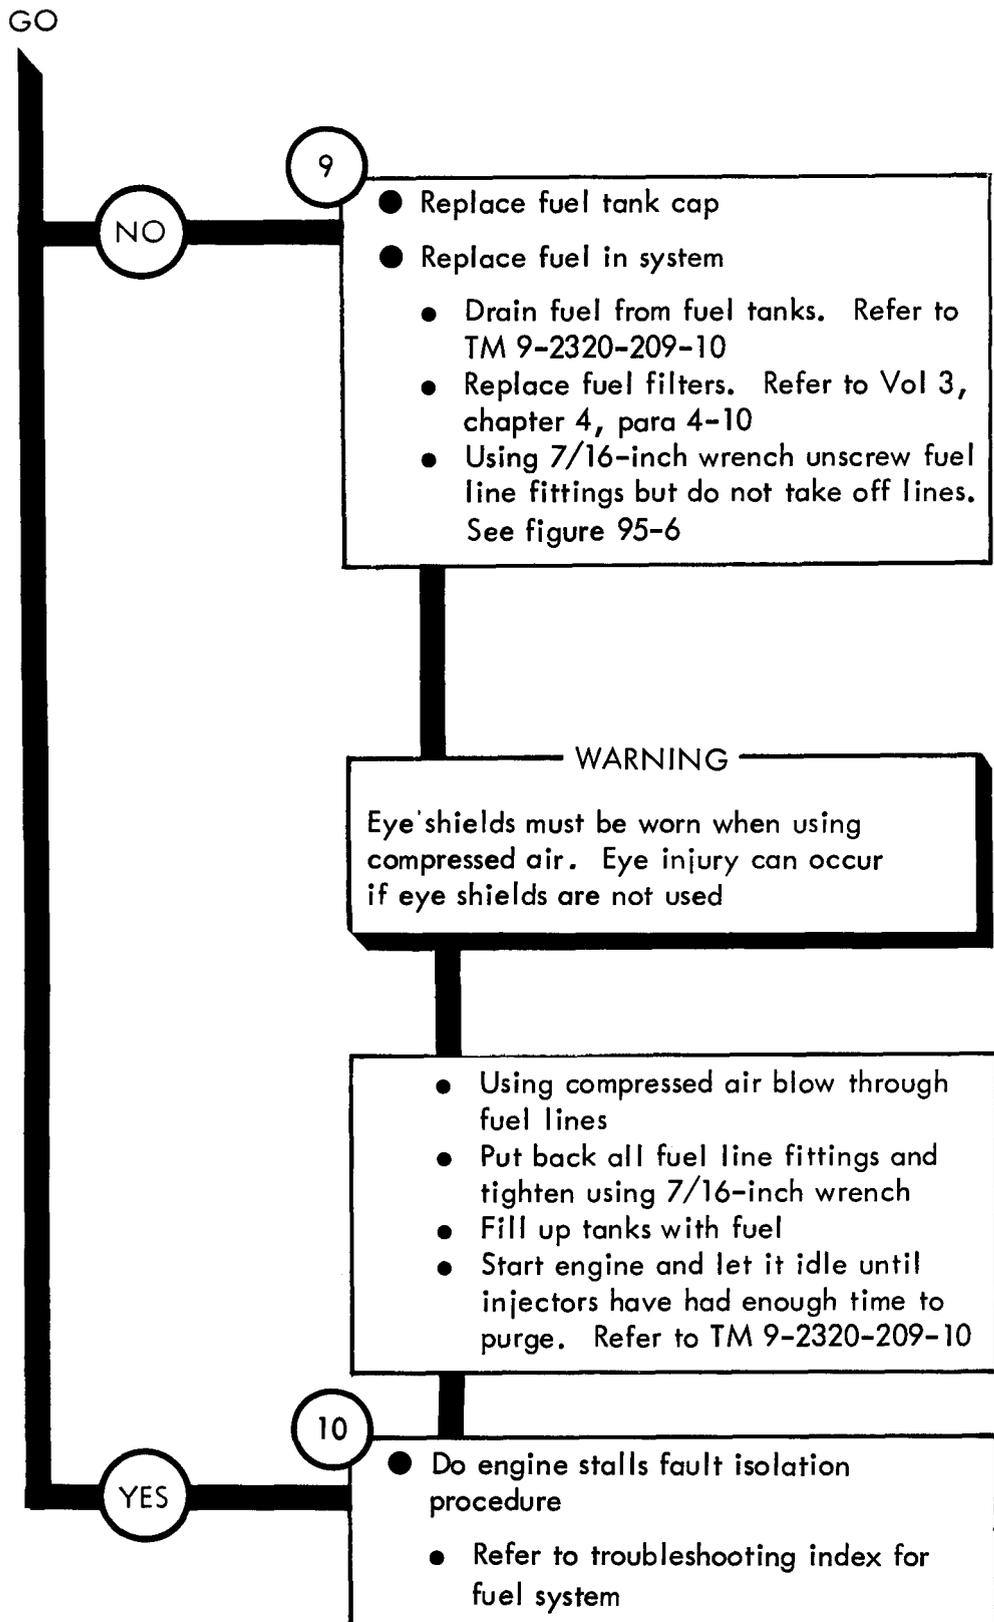 GO
9
NO
● Replace fuel tank cap
● Replace fuel in system
● Drain fuel from fuel tanks. Refer to
TM 9-2320-209-10
● Replace fuel filters. Refer to Vol 3,
chapter 4, para 4-10
● Using 7/16-inch wrench unscrew fuel
line fittings but do not take off lines.
See figure 95-6
WARNING
Eye shields must be worn when using
compressed air. Eye injury can occur
if eye shields are not used
● Using compressed air blow through
fuel lines
● Put back all fuel line fittings and
tighten using 7/16-inch wrench
● Fill up tanks with fuel
● Start engine and let it idle until
injectors have had enough time to
purge. Refer to TM 9-2320-209-10
10
YES
● Do engine stalls fault isolation
procedure
● Refer to troubleshooting index for
fuel system